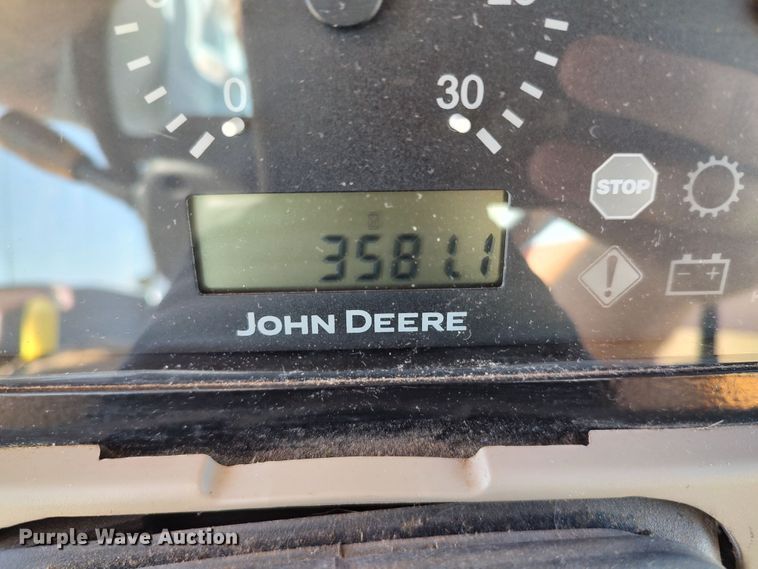 0
30
STOP
3581.1
JOHN DEERE
Purple Wave Auction